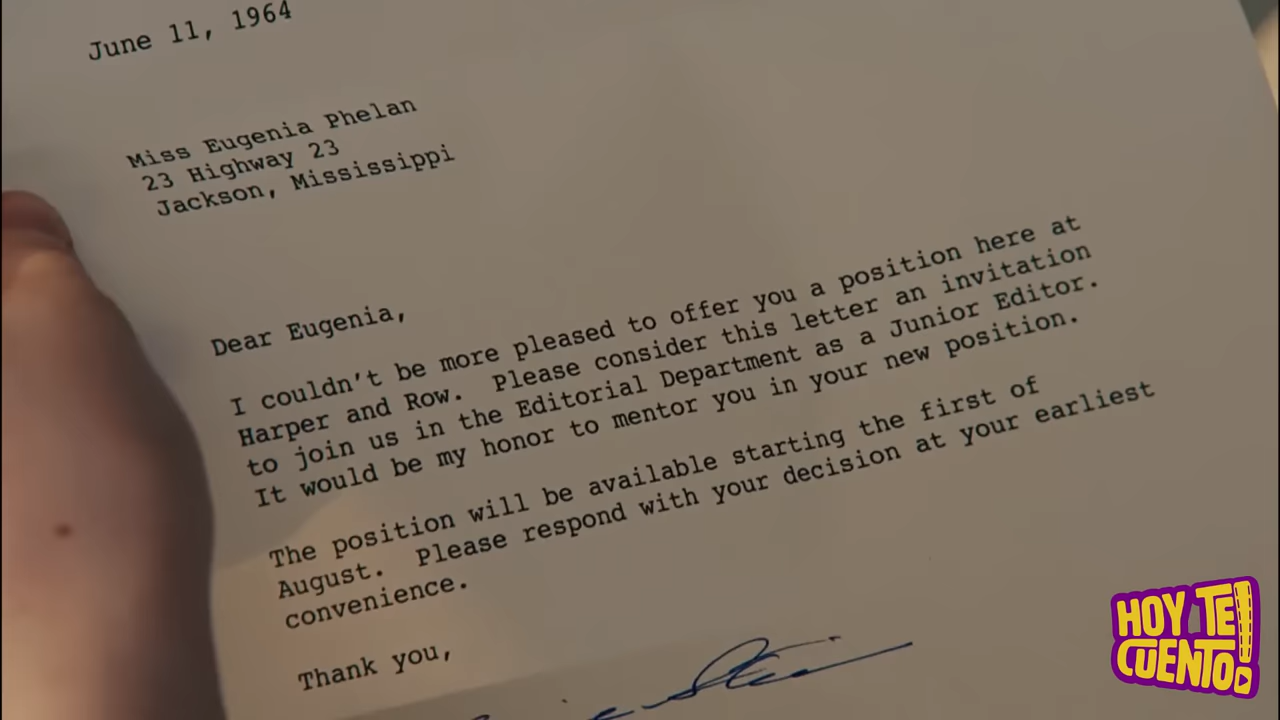 June 11, 1964
Miss Eugenia Phelan
23 Highway 23
Jackson, Mississippi
Dear Eugenia,
I couldn't be more pleased to offer you a position here at
Harper and Row. Please consider this letter an invitation
to join us in the Editorial Department as a Junior Editor.
It would be my honor to mentor you in your new position.
The position will be available starting the first of
August. Please respond with your decision at your earliest
convenience.
Thank you,
HOY TE
CUENTO!